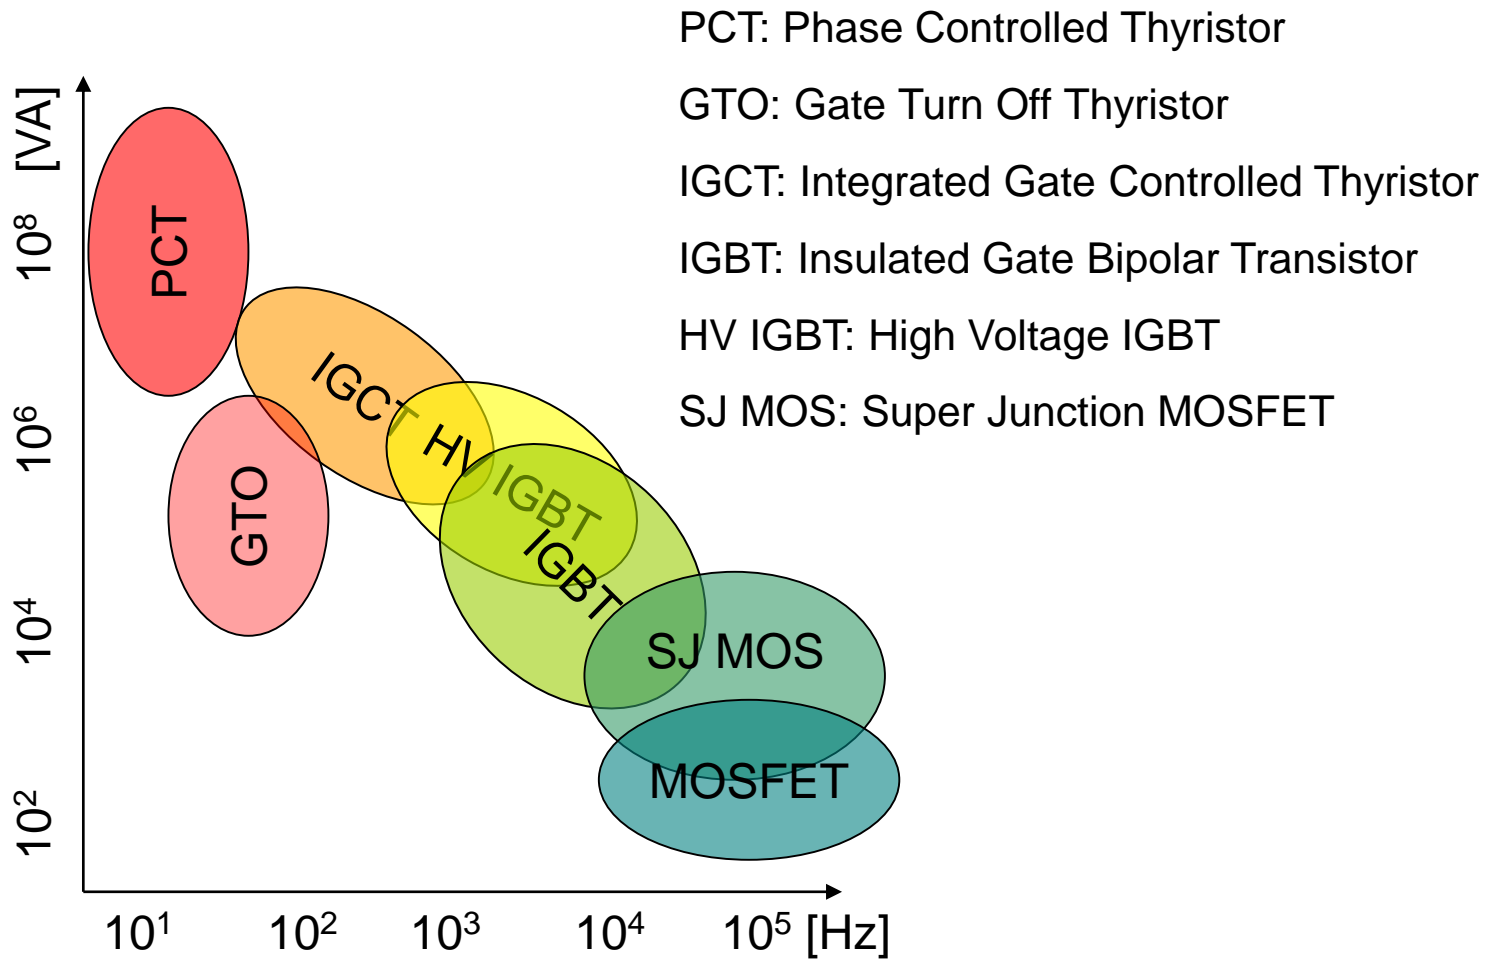 PCT: Phase Controlled Thyristor
GTO: Gate Turn Off Thyristor
IGCT: Integrated Gate Controlled Thyristor
IGBT: Insulated Gate Bipolar Transistor
HV IGBT: High Voltage IGBT
SJ MOS: Super Junction MOSFET
[VA]
10⁸
10⁶
10⁴
10²
PCT
GTO
IGCT
HV IGBT
IGBT
SJ MOS
MOSFET
10¹ 10² 10³ 10⁴ 10⁵ [Hz]